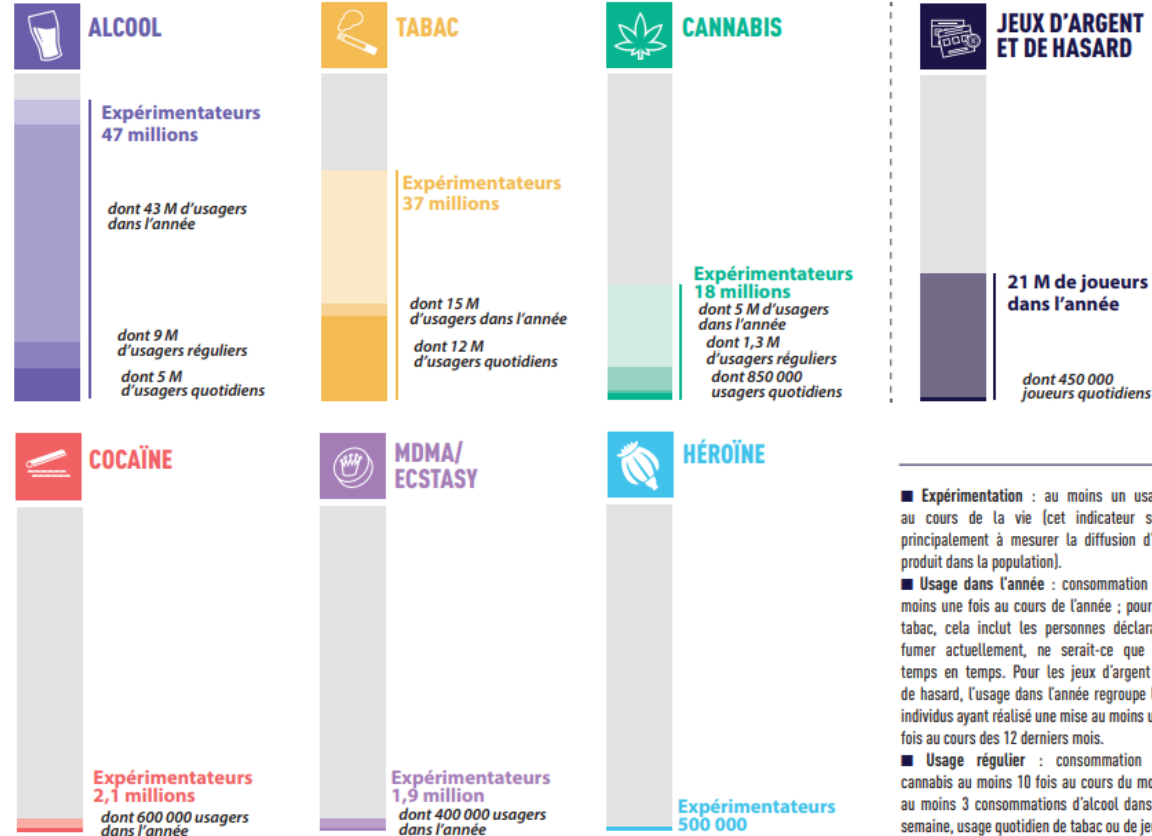 ALCOOL
Expérimentateurs
47 millions
dont 43 M d'usagers
dans l'année
dont 9 M
d'usagers réguliers
dont 5 M
d'usagers quotidiens
TABAC
Expérimentateurs
37 millions
dont 15 M
d'usagers dans l'année
dont 12 M
d'usagers quotidiens
CANNABIS
Expérimentateurs
18 millions
dont 5 M d'usagers
dans l'année
dont 1,3 M
d'usagers réguliers
dont 850 000
usagers quotidiens
JEUX D'ARGENT
ET DE HASARD
21 M de joueurs
dans l'année
dont 450 000
joueurs quotidiens
COCAÏNE
Expérimentateurs
2,1 millions
dont 600 000 usagers
dans l'année
MDMA/
ECSTASY
Expérimentateurs
1,9 million
dont 400 000 usagers
dans l'année
HÉROÏNE
Expérimentateurs
500 000
■ Expérimentation : au moins un usa
au cours de la vie (cet indicateur s
principalement à mesurer la diffusion d'
produit dans la population).
■ Usage dans l'année : consommation
moins une fois au cours de l'année ; pour
tabac, cela inclut les personnes déclara
fumer actuellement, ne serait-ce que
temps en temps. Pour les jeux d'argent
de hasard, l'usage dans l'année regroupe
individus ayant réalisé une mise au moins u
fois au cours des 12 derniers mois.
■ Usage régulier : consommation
cannabis au moins 10 fois au cours du mo
au moins 3 consommations d'alcool dans
semaine, usage quotidien de tabac ou de je